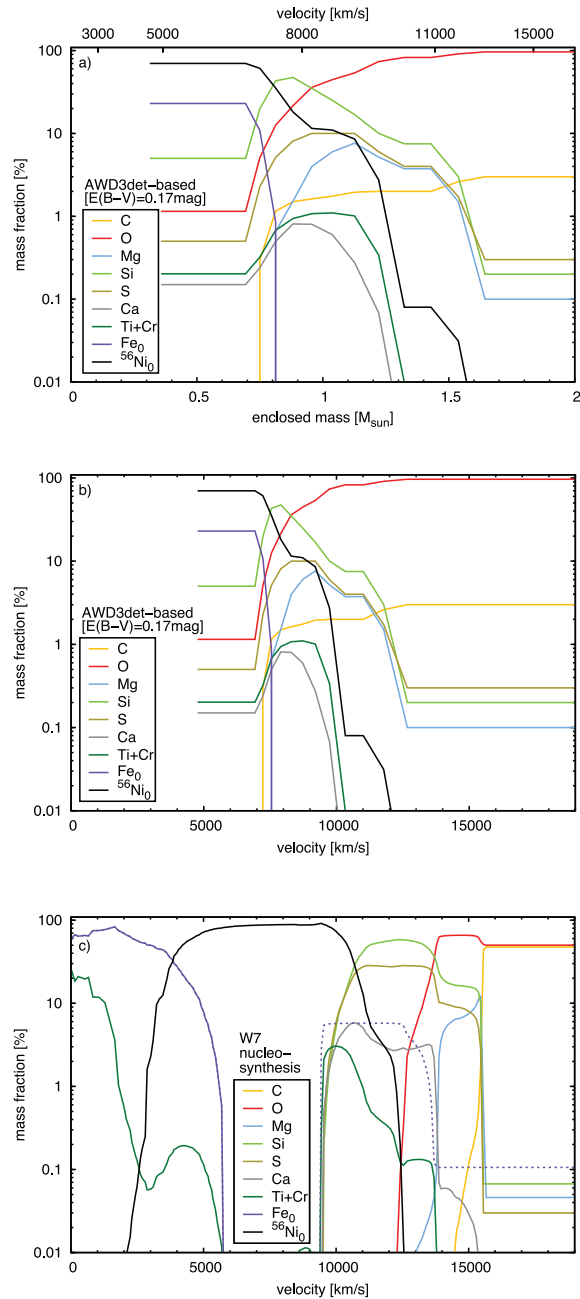 velocity [km/s]
3000 5000 8000 11000 15000
a)
100
10
1
0.1
0.01
mass fraction [%]
AWD3det-based
[E(B-V)=0.17mag]
C
O
Mg
Si
S
Ca
Ti+Cr
Fe0
56Ni0
0 0.5 1 1.5 2
enclosed mass [Msun]
b)
100
10
1
0.1
0.01
mass fraction [%]
AWD3det-based
[E(B-V)=0.17mag]
C
O
Mg
Si
S
Ca
Ti+Cr
Fe0
56Ni0
0 5000 10000 15000
velocity [km/s]
c)
100
10
1
0.1
0.01
mass fraction [%]
W7
nucleo-
synthesis
C
O
Mg
Si
S
Ca
Ti+Cr
Fe0
56Ni0
0 5000 10000 15000
velocity [km/s]